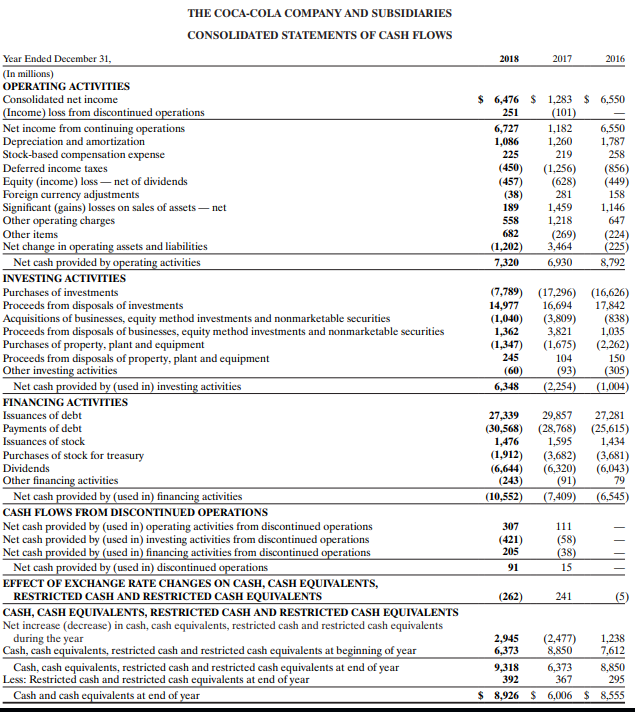 THE COCA-COLA COMPANY AND SUBSIDIARIES
CONSOLIDATED STATEMENTS OF CASH FLOWS
Year Ended December 31, 2018 2017 2016
(In millions)
OPERATING ACTIVITIES
Consolidated net income $ 6,476 $ 1,283 $ 6,550
(Income) loss from discontinued operations 251 (101) —
Net income from continuing operations 6,727 1,182 6,550
Depreciation and amortization 1,086 1,260 1,787
Stock-based compensation expense 225 219 258
Deferred income taxes (450) (1,256) (856)
Equity (income) loss — net of dividends (457) (628) (449)
Foreign currency adjustments (38) 281 158
Significant (gains) losses on sales of assets — net 189 1,459 1,146
Other operating charges 558 1,218 647
Other items 682 (269) (224)
Net change in operating assets and liabilities (1,202) 3,464 (225)
Net cash provided by operating activities 7,320 6,930 8,792
INVESTING ACTIVITIES
Purchases of investments (7,789) (17,296) (16,626)
Proceeds from disposals of investments 14,977 16,694 17,842
Acquisitions of businesses, equity method investments and nonmarketable securities (1,040) (3,809) (838)
Proceeds from disposals of businesses, equity method investments and nonmarketable securities 1,362 3,821 1,035
Purchases of property, plant and equipment (1,347) (1,675) (2,262)
Proceeds from disposals of property, plant and equipment 245 104 150
Other investing activities (60) (93) (305)
Net cash provided by (used in) investing activities 6,348 (2,254) (1,004)
FINANCING ACTIVITIES
Issuances of debt 27,339 29,857 27,281
Payments of debt (30,568) (28,768) (25,615)
Issuances of stock 1,476 1,595 1,434
Purchases of stock for treasury (1,912) (3,682) (3,681)
Dividends (6,644) (6,320) (6,043)
Other financing activities (243) (91) 79
Net cash provided by (used in) financing activities (10,552) (7,409) (6,545)
CASH FLOWS FROM DISCONTINUED OPERATIONS
Net cash provided by (used in) operating activities from discontinued operations 307 111 —
Net cash provided by (used in) investing activities from discontinued operations (421) (58) —
Net cash provided by (used in) financing activities from discontinued operations 205 (38) —
Net cash provided by (used in) discontinued operations 91 15 —
EFFECT OF EXCHANGE RATE CHANGES ON CASH, CASH EQUIVALENTS,
RESTRICTED CASH AND RESTRICTED CASH EQUIVALENTS (262) 241 (5)
CASH, CASH EQUIVALENTS, RESTRICTED CASH AND RESTRICTED CASH EQUIVALENTS
Net increase (decrease) in cash, cash equivalents, restricted cash and restricted cash equivalents
during the year 2,945 (2,477) 1,238
Cash, cash equivalents, restricted cash and restricted cash equivalents at beginning of year 6,373 8,850 7,612
Cash, cash equivalents, restricted cash and restricted cash equivalents at end of year 9,318 6,373 8,850
Less: Restricted cash and restricted cash equivalents at end of year 392 367 295
Cash and cash equivalents at end of year $ 8,926 $ 6,006 $ 8,555